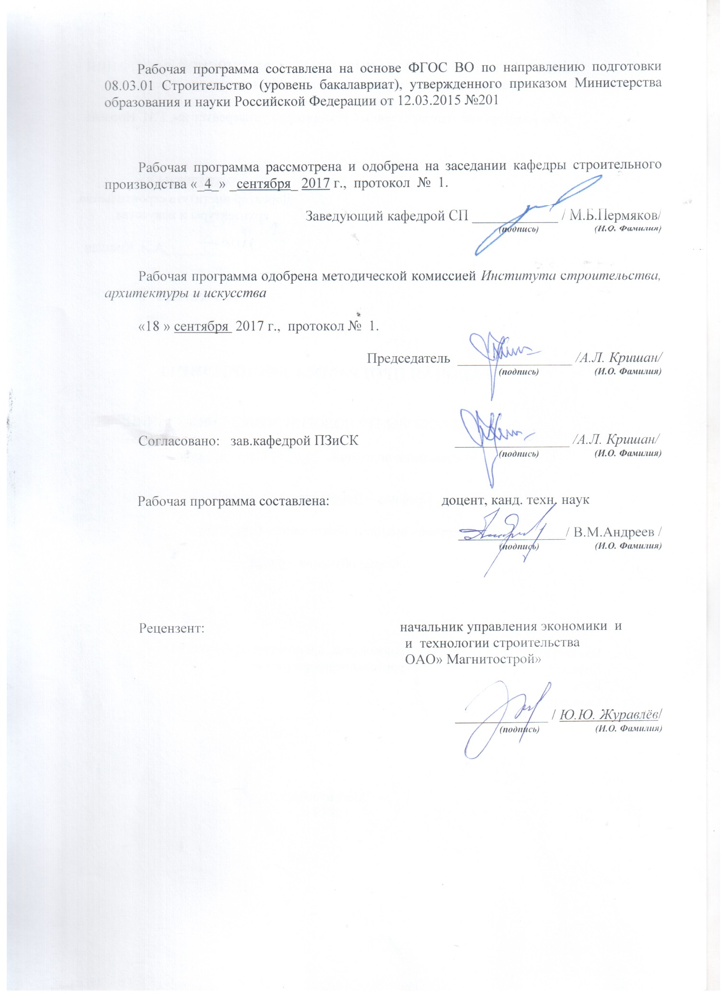 Рабочая программа составлена на основе ФГОС ВО по направлению подготовки
08.03.01 Строительство (уровень бакалавриат), утвержденного приказом Министерства
образования и науки Российской Федерации от 12.03.2015 №201
Рабочая программа рассмотрена и одобрена на заседании кафедры строительного
производства «_4_» _сентября_ 2017 г., протокол № 1.
Заведующий кафедрой СП _____________ / М.Б.Пермяков/
(подпись) (И.О. Фамилия)
Рабочая программа одобрена методической комиссией Института строительства,
архитектуры и искусства
«18 » сентября 2017 г., протокол № 1.
Председатель _________________ /А.Л. Кришан/
(подпись) (И.О. Фамилия)
Согласовано: зав.кафедрой ПЗиСК _________________ /А.Л. Кришан/
(подпись) (И.О. Фамилия)
Рабочая программа составлена: доцент, канд. техн. наук
________________/ В.М.Андреев /
(подпись) (И.О. Фамилия)
Рецензент: начальник управления экономики и
и технологии строительства
ОАО» Магнитострой»
______________ / Ю.Ю. Журавлёв/
(подпись) (И.О. Фамилия)